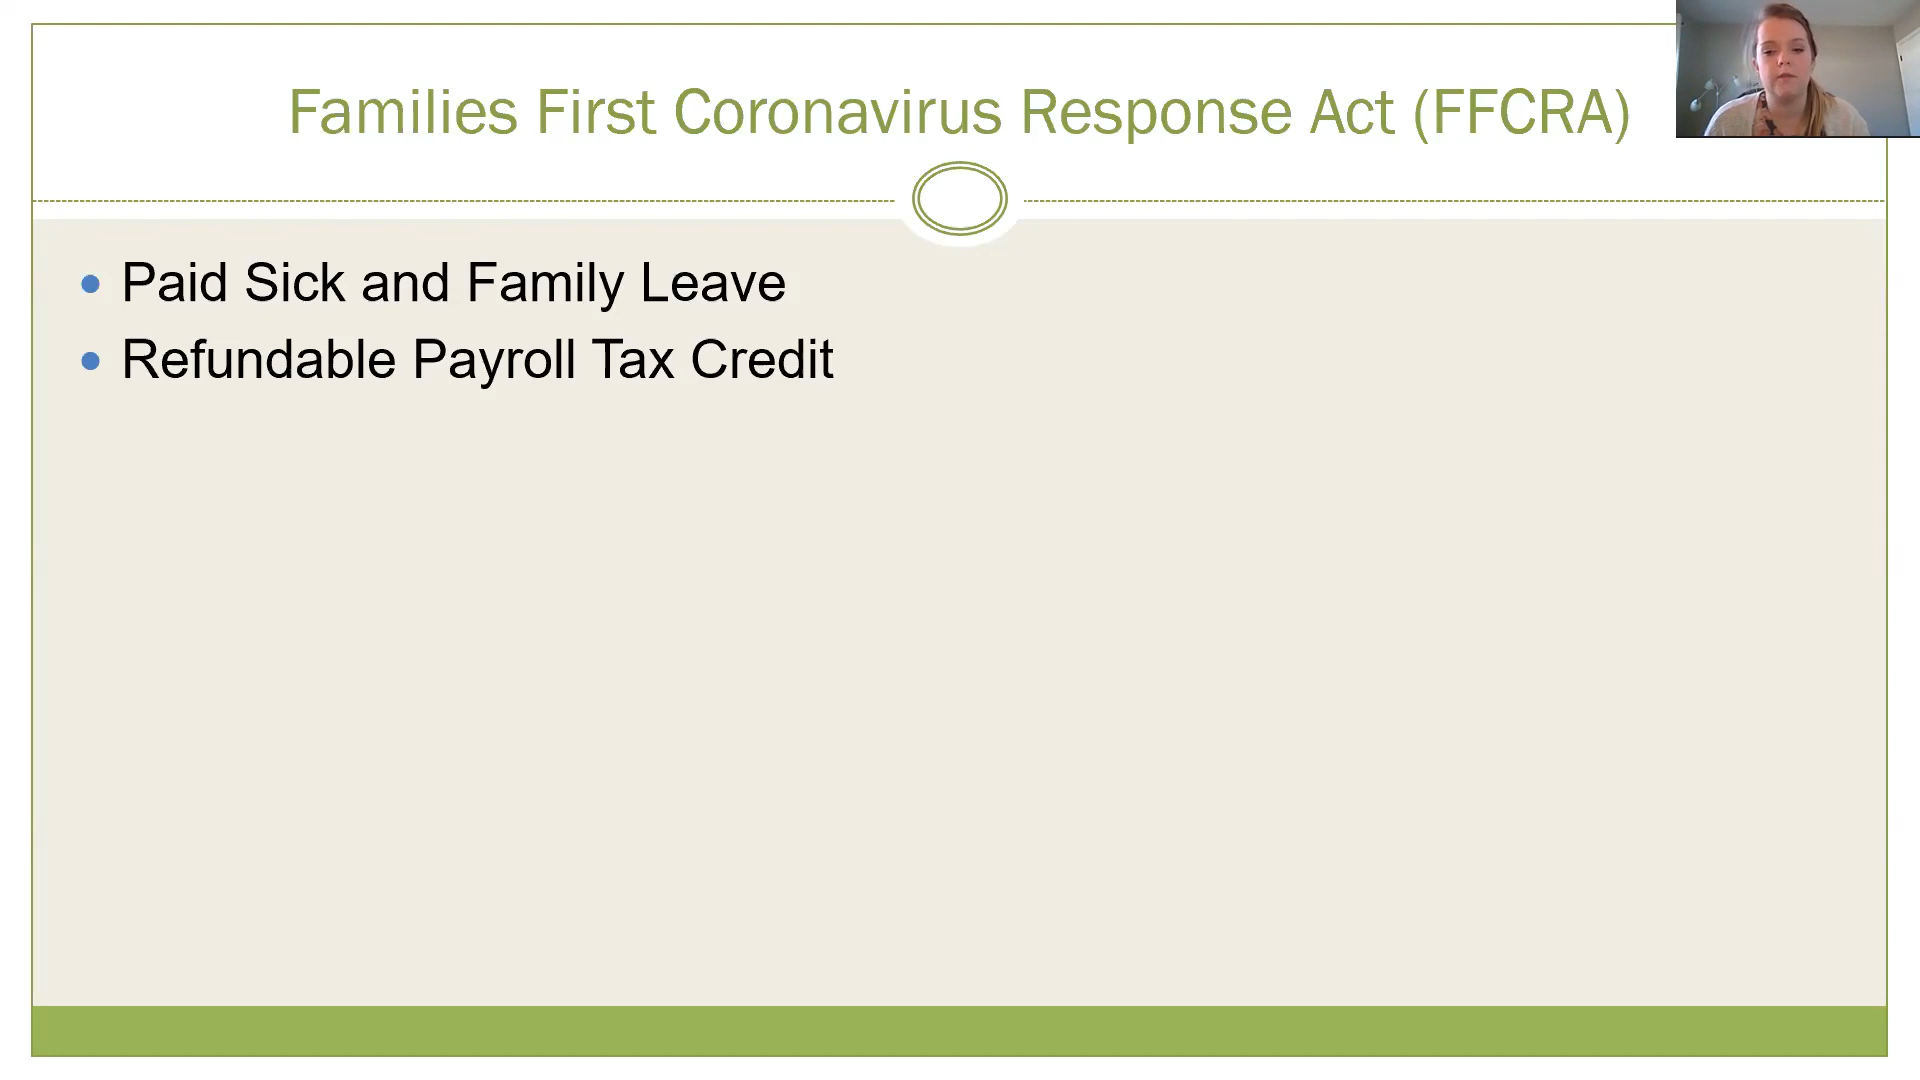 Families First Coronavirus Response Act (FFCRA)
Paid Sick and Family Leave
Refundable Payroll Tax Credit